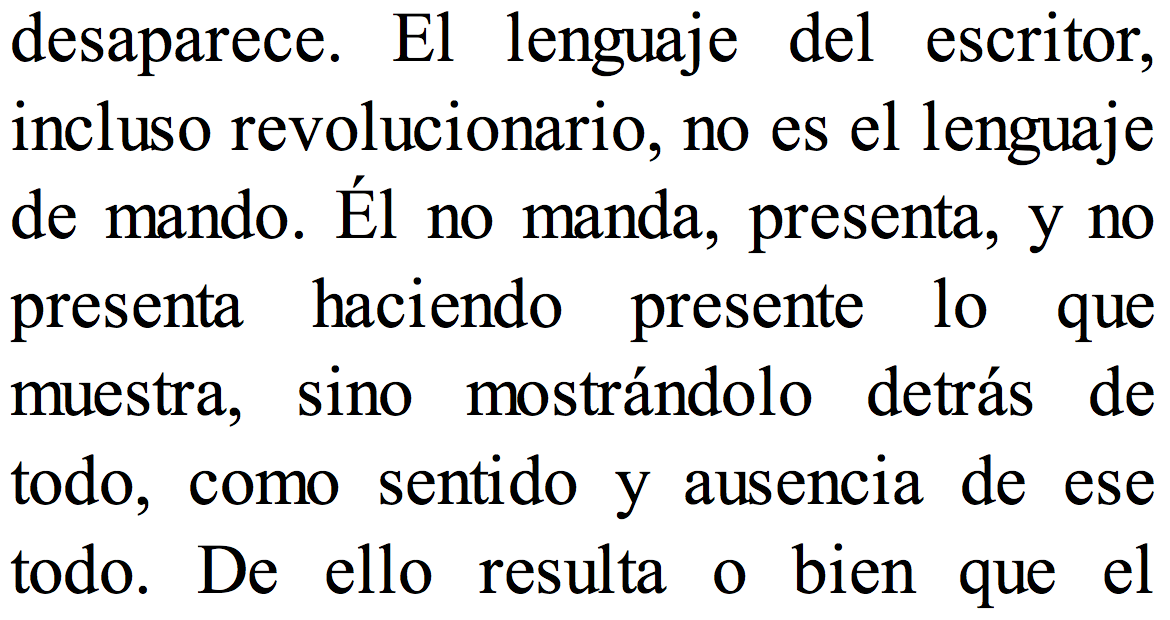 desaparece. El lenguaje del escritor,
incluso revolucionario, no es el lenguaje
de mando. Él no manda, presenta, y no
presenta haciendo presente lo que
muestra, sino mostrándolo detrás de
todo, como sentido y ausencia de ese
todo. De ello resulta o bien que el